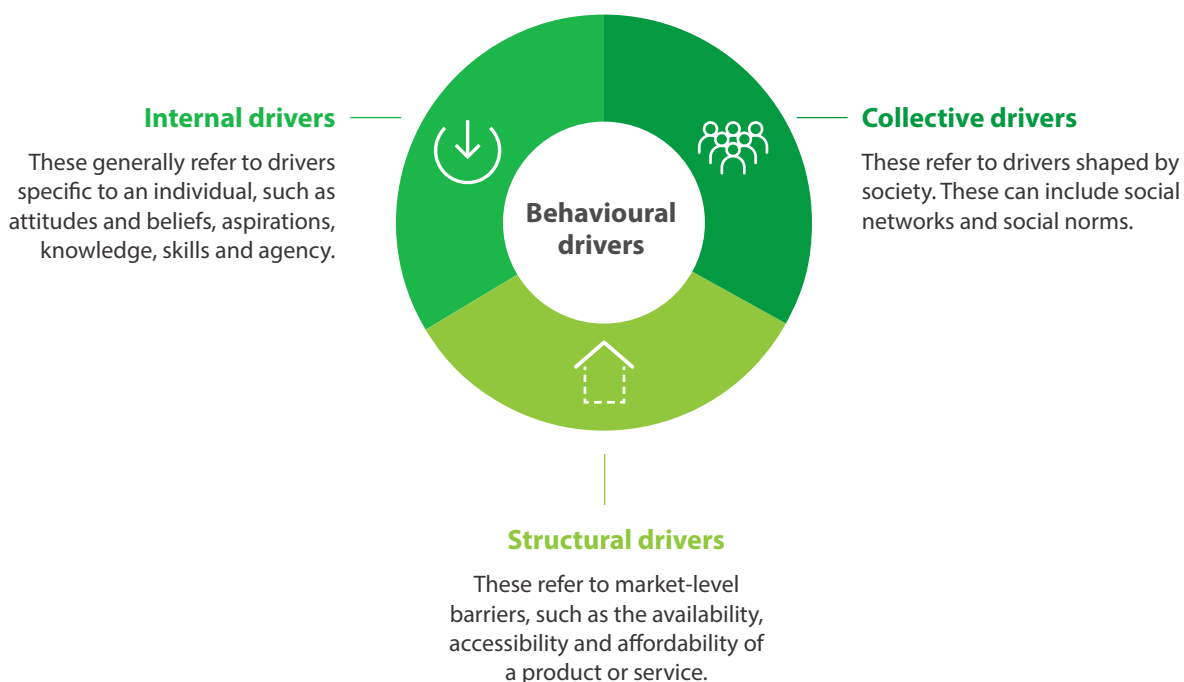 Internal drivers
These generally refer to drivers
specific to an individual, such as
attitudes and beliefs, aspirations,
knowledge, skills and agency.
Behavioural
drivers
Collective drivers
These refer to drivers shaped by
society. These can include social
networks and social norms.
Structural drivers
These refer to market-level
barriers, such as the availability,
accessibility and affordability of
a product or service.